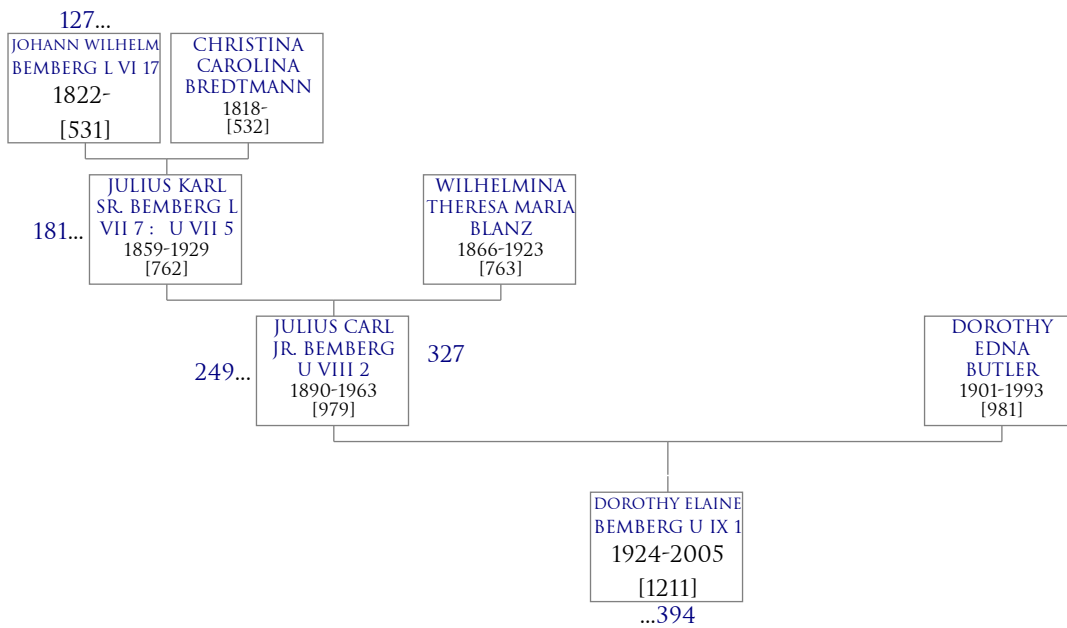 127...
JOHANN WILHELM
BEMBERG L VI 17
1822-
[531]
CHRISTINA
CAROLINA
BREDTMANN
1818-
[532]
181...
JULIUS KARL
SR. BEMBERG L
VII 7 : U VII 5
1859-1929
[762]
WILHELMINA
THERESA MARIA
BLANZ
1866-1923
[763]
249...
JULIUS CARL
JR. BEMBERG
U VIII 2
1890-1963
[979]
327
DOROTHY
EDNA
BUTLER
1901-1993
[981]
DOROTHY ELAINE
BEMBERG U IX 1
1924-2005
[1211]
...394